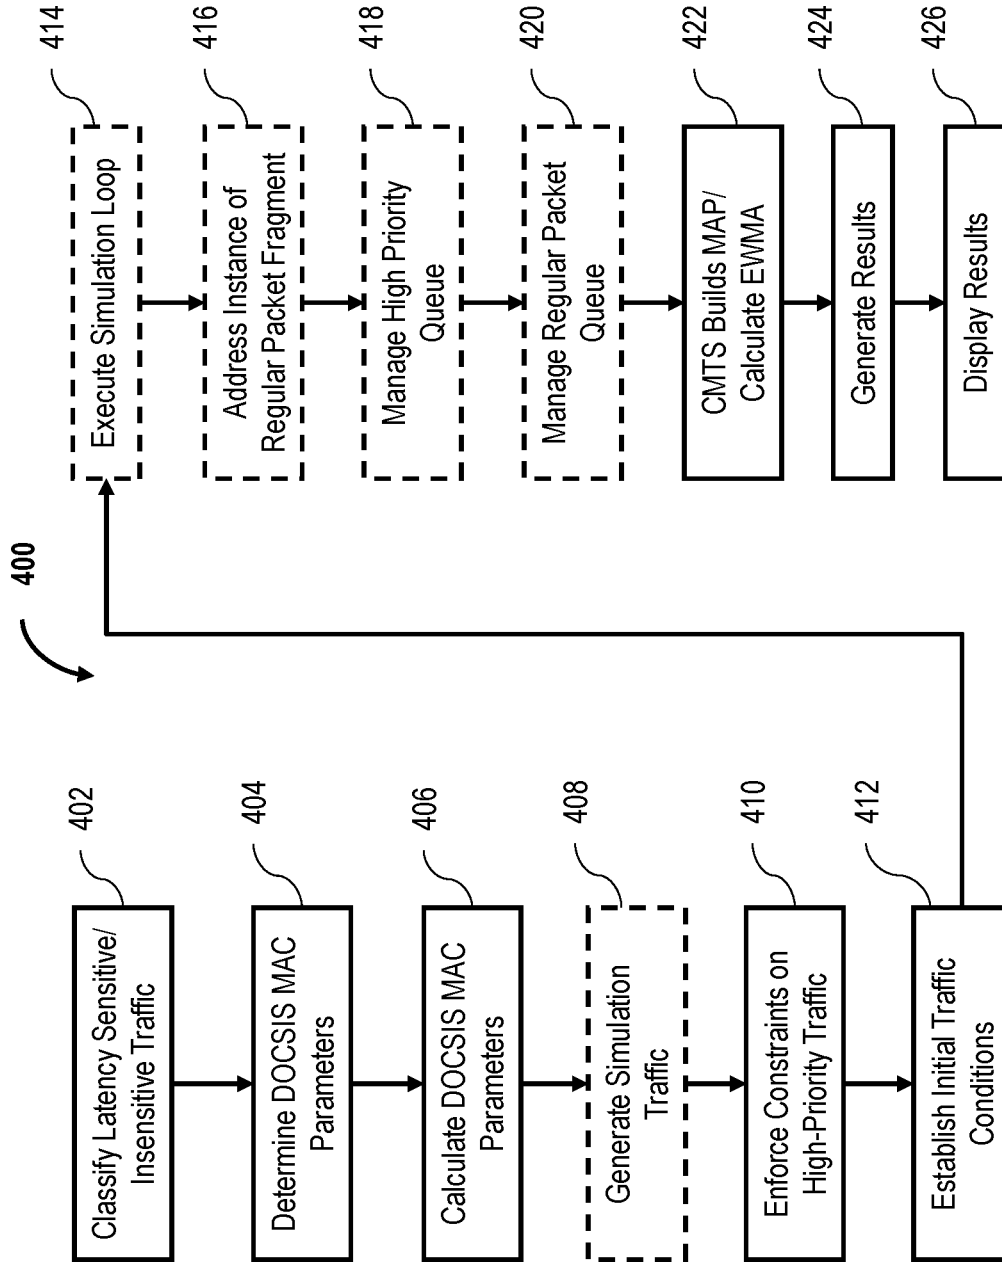 400
402
Classify Latency Sensitive/
Insensitive Traffic
404
Determine DOCSIS MAC
Parameters
406
Calculate DOCSIS MAC
Parameters
408
Generate Simulation
Traffic
410
Enforce Constraints on
High-Priority Traffic
412
Establish Initial Traffic
Conditions
414
Execute Simulation Loop
416
Address Instance of
Regular Packet Fragment
418
Manage High Priority
Queue
420
Manage Regular Packet
Queue
422
CMTS Builds MAP/
Calculate EWMA
424
Generate Results
426
Display Results